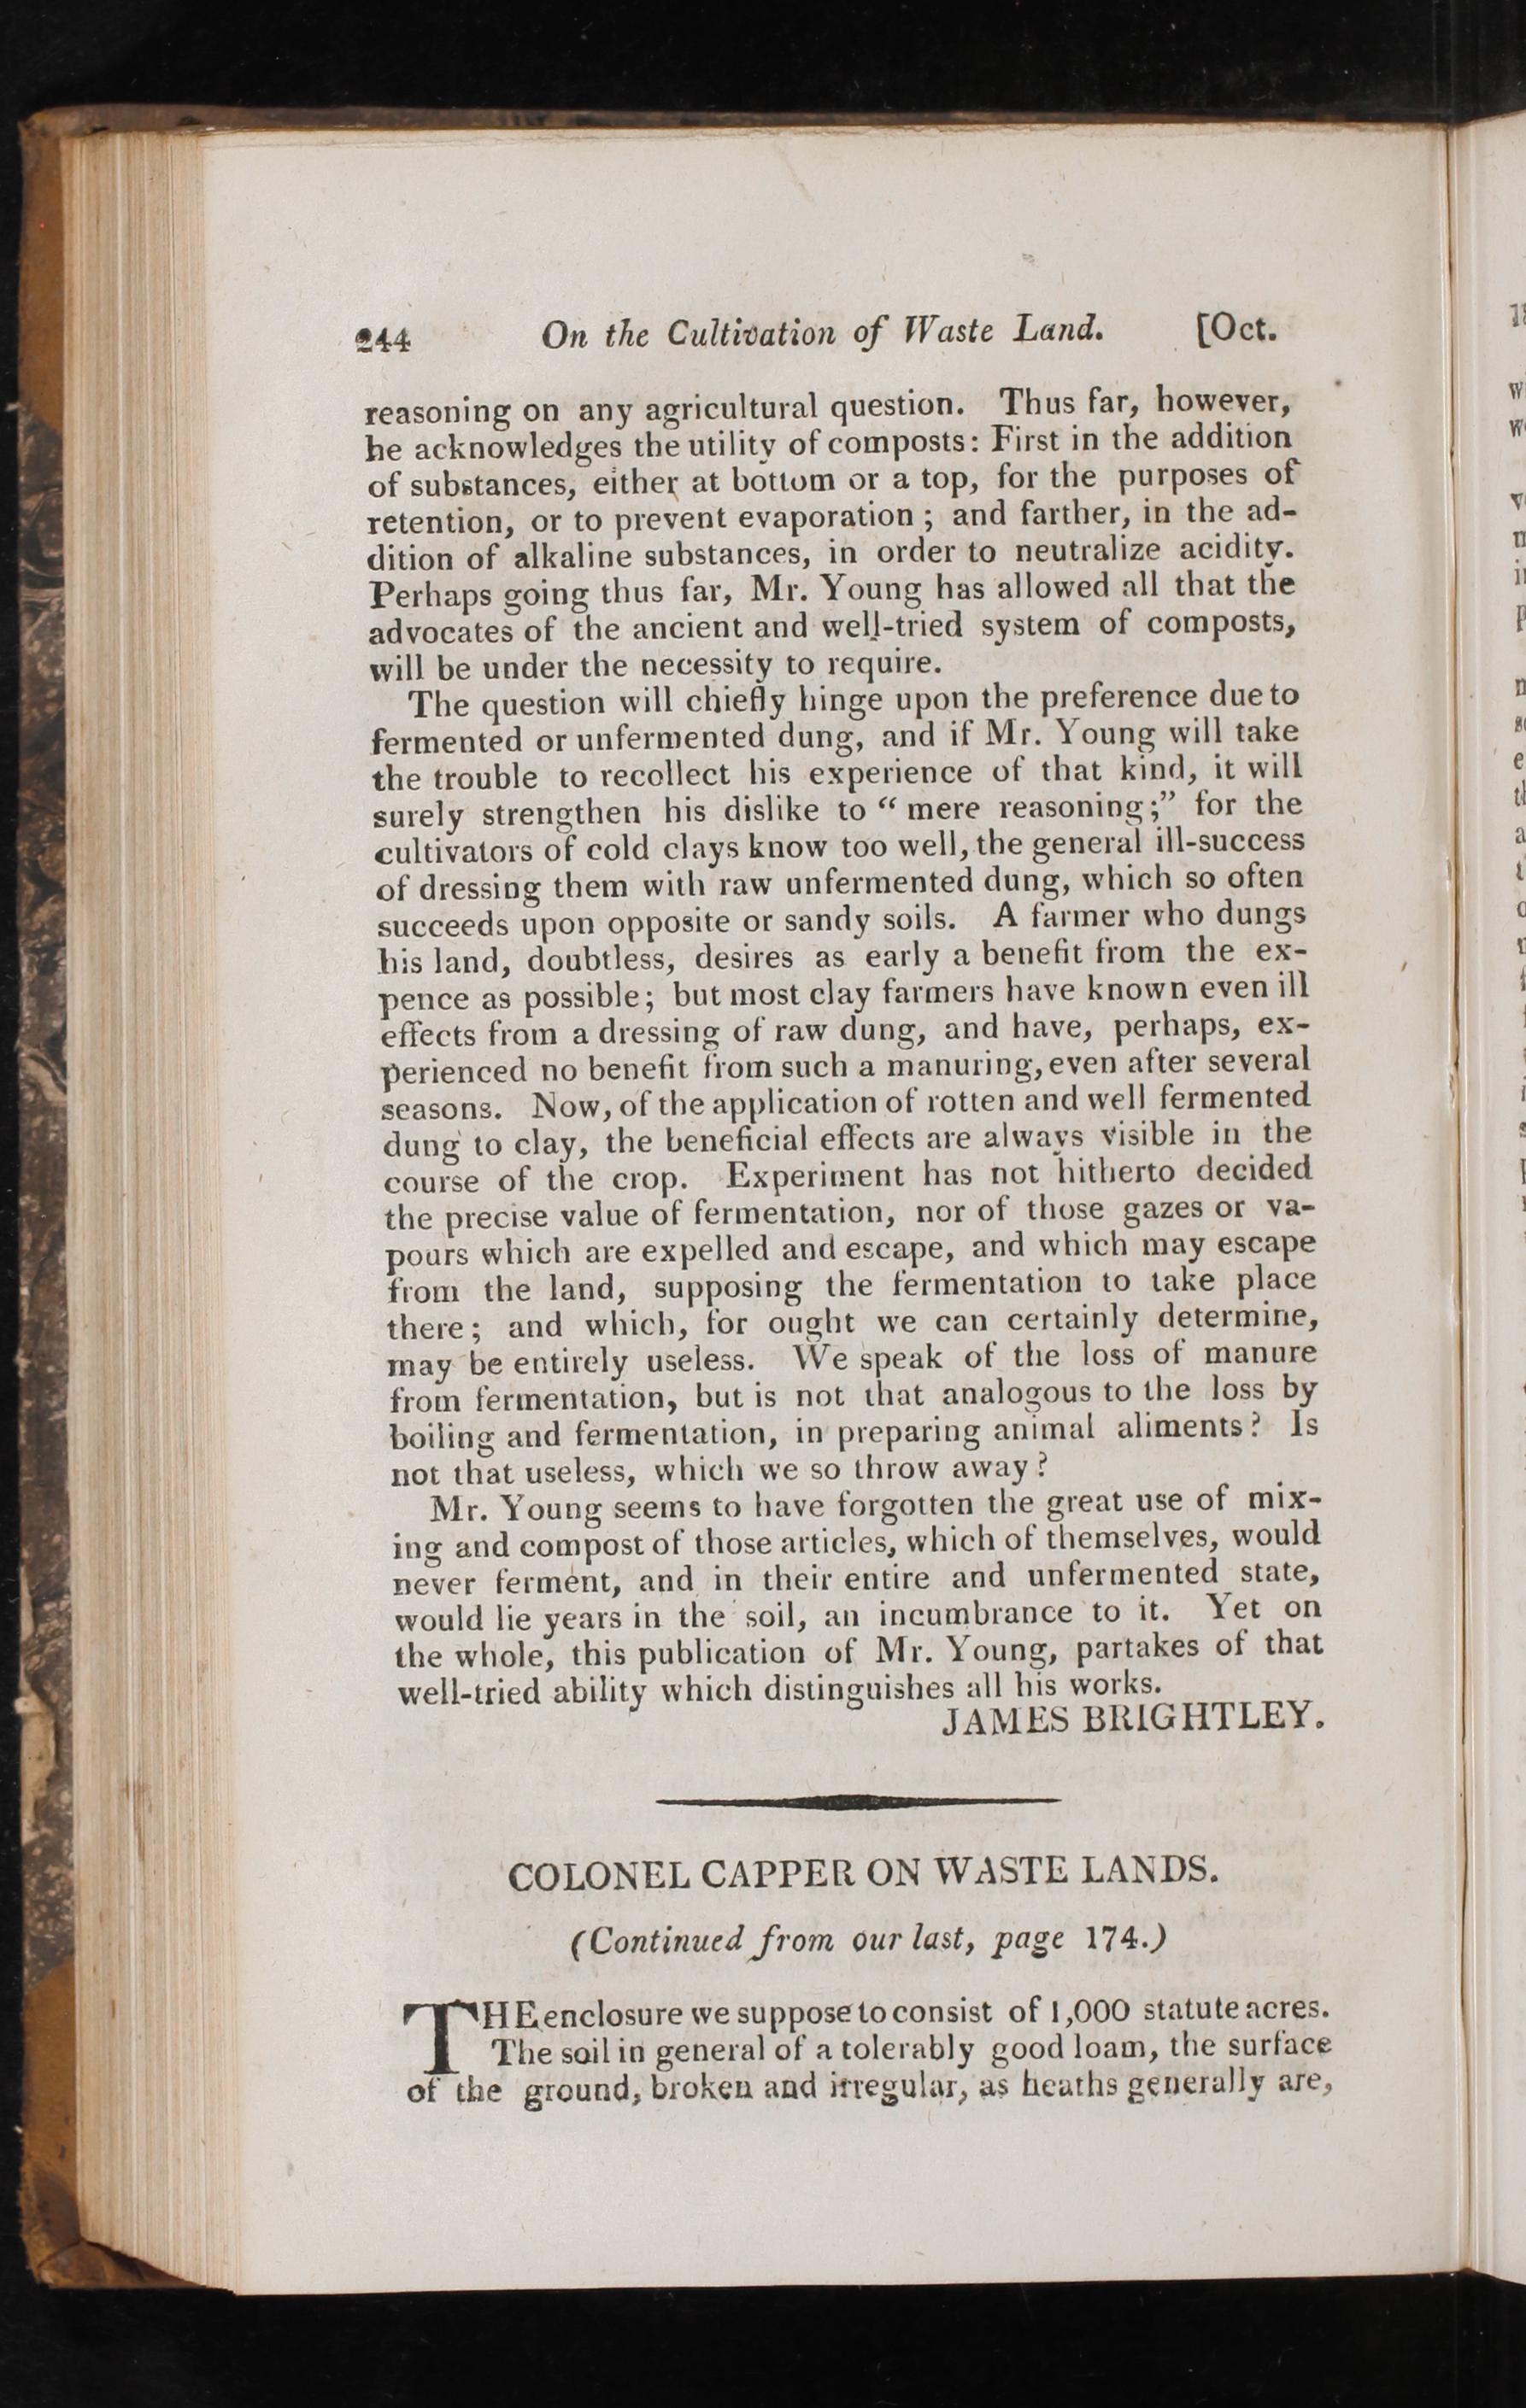 244 On the Cultivation of Waste Land. [Oct.
reasoning on any agricultural question. Thus far, however,
he acknowledges the utility of composts: First in the addition
of substances, either at bottom or a top, for the purposes of
retention, or to prevent evaporation; and farther, in the ad-
dition of alkaline substances, in order to neutralize acidity.
Perhaps going thus far, Mr. Young has allowed all that the
advocates of the ancient and well-tried system of composts,
will be under the necessity to require.
The question will chiefly hinge upon the preference due to
fermented or unfermented dung, and if Mr. Young will take
the trouble to recollect his experience of that kind, it will
surely strengthen his dislike to “mere reasoning;” for the
cultivators of cold clays know too well, the general ill-success
of dressing them with raw unfermented dung, which so often
succeeds upon opposite or sandy soils. A farmer who dungs
his land, doubtless, desires as early a benefit from the ex-
pence as possible; but most clay farmers have known even ill
effects from a dressing of raw dung, and have, perhaps, ex-
perienced no benefit from such a manuring, even after several
seasons. Now, of the application of rotten and well fermented
dung to clay, the beneficial effects are always visible in the
course of the crop. Experiment has not hitherto decided
the precise value of fermentation, nor of those gazes or va-
pours which are expelled and escape, and which may escape
from the land, supposing the fermentation to take place
there; and which, for ought we can certainly determine,
may be entirely useless. We speak of the loss of manure
from fermentation, but is not that analogous to the loss by
boiling and fermentation, in preparing animal aliments? Is
not that useless, which we so throw away?
Mr. Young seems to have forgotten the great use of mix-
ing and compost of those articles, which of themselves, would
never ferment, and in their entire and unfermented state,
would lie years in the soil, an incumbrance to it. Yet on
the whole, this publication of Mr. Young, partakes of that
well-tried ability which distinguishes all his works.
JAMES BRIGHTLEY.
COLONEL CAPPER ON WASTE LANDS.
(Continued from our last, page 174.)
THE enclosure we suppose to consist of 1,000 statute acres.
The soil in general of a tolerably good loam, the surface
of the ground, broken and irregular, as heaths generally are,